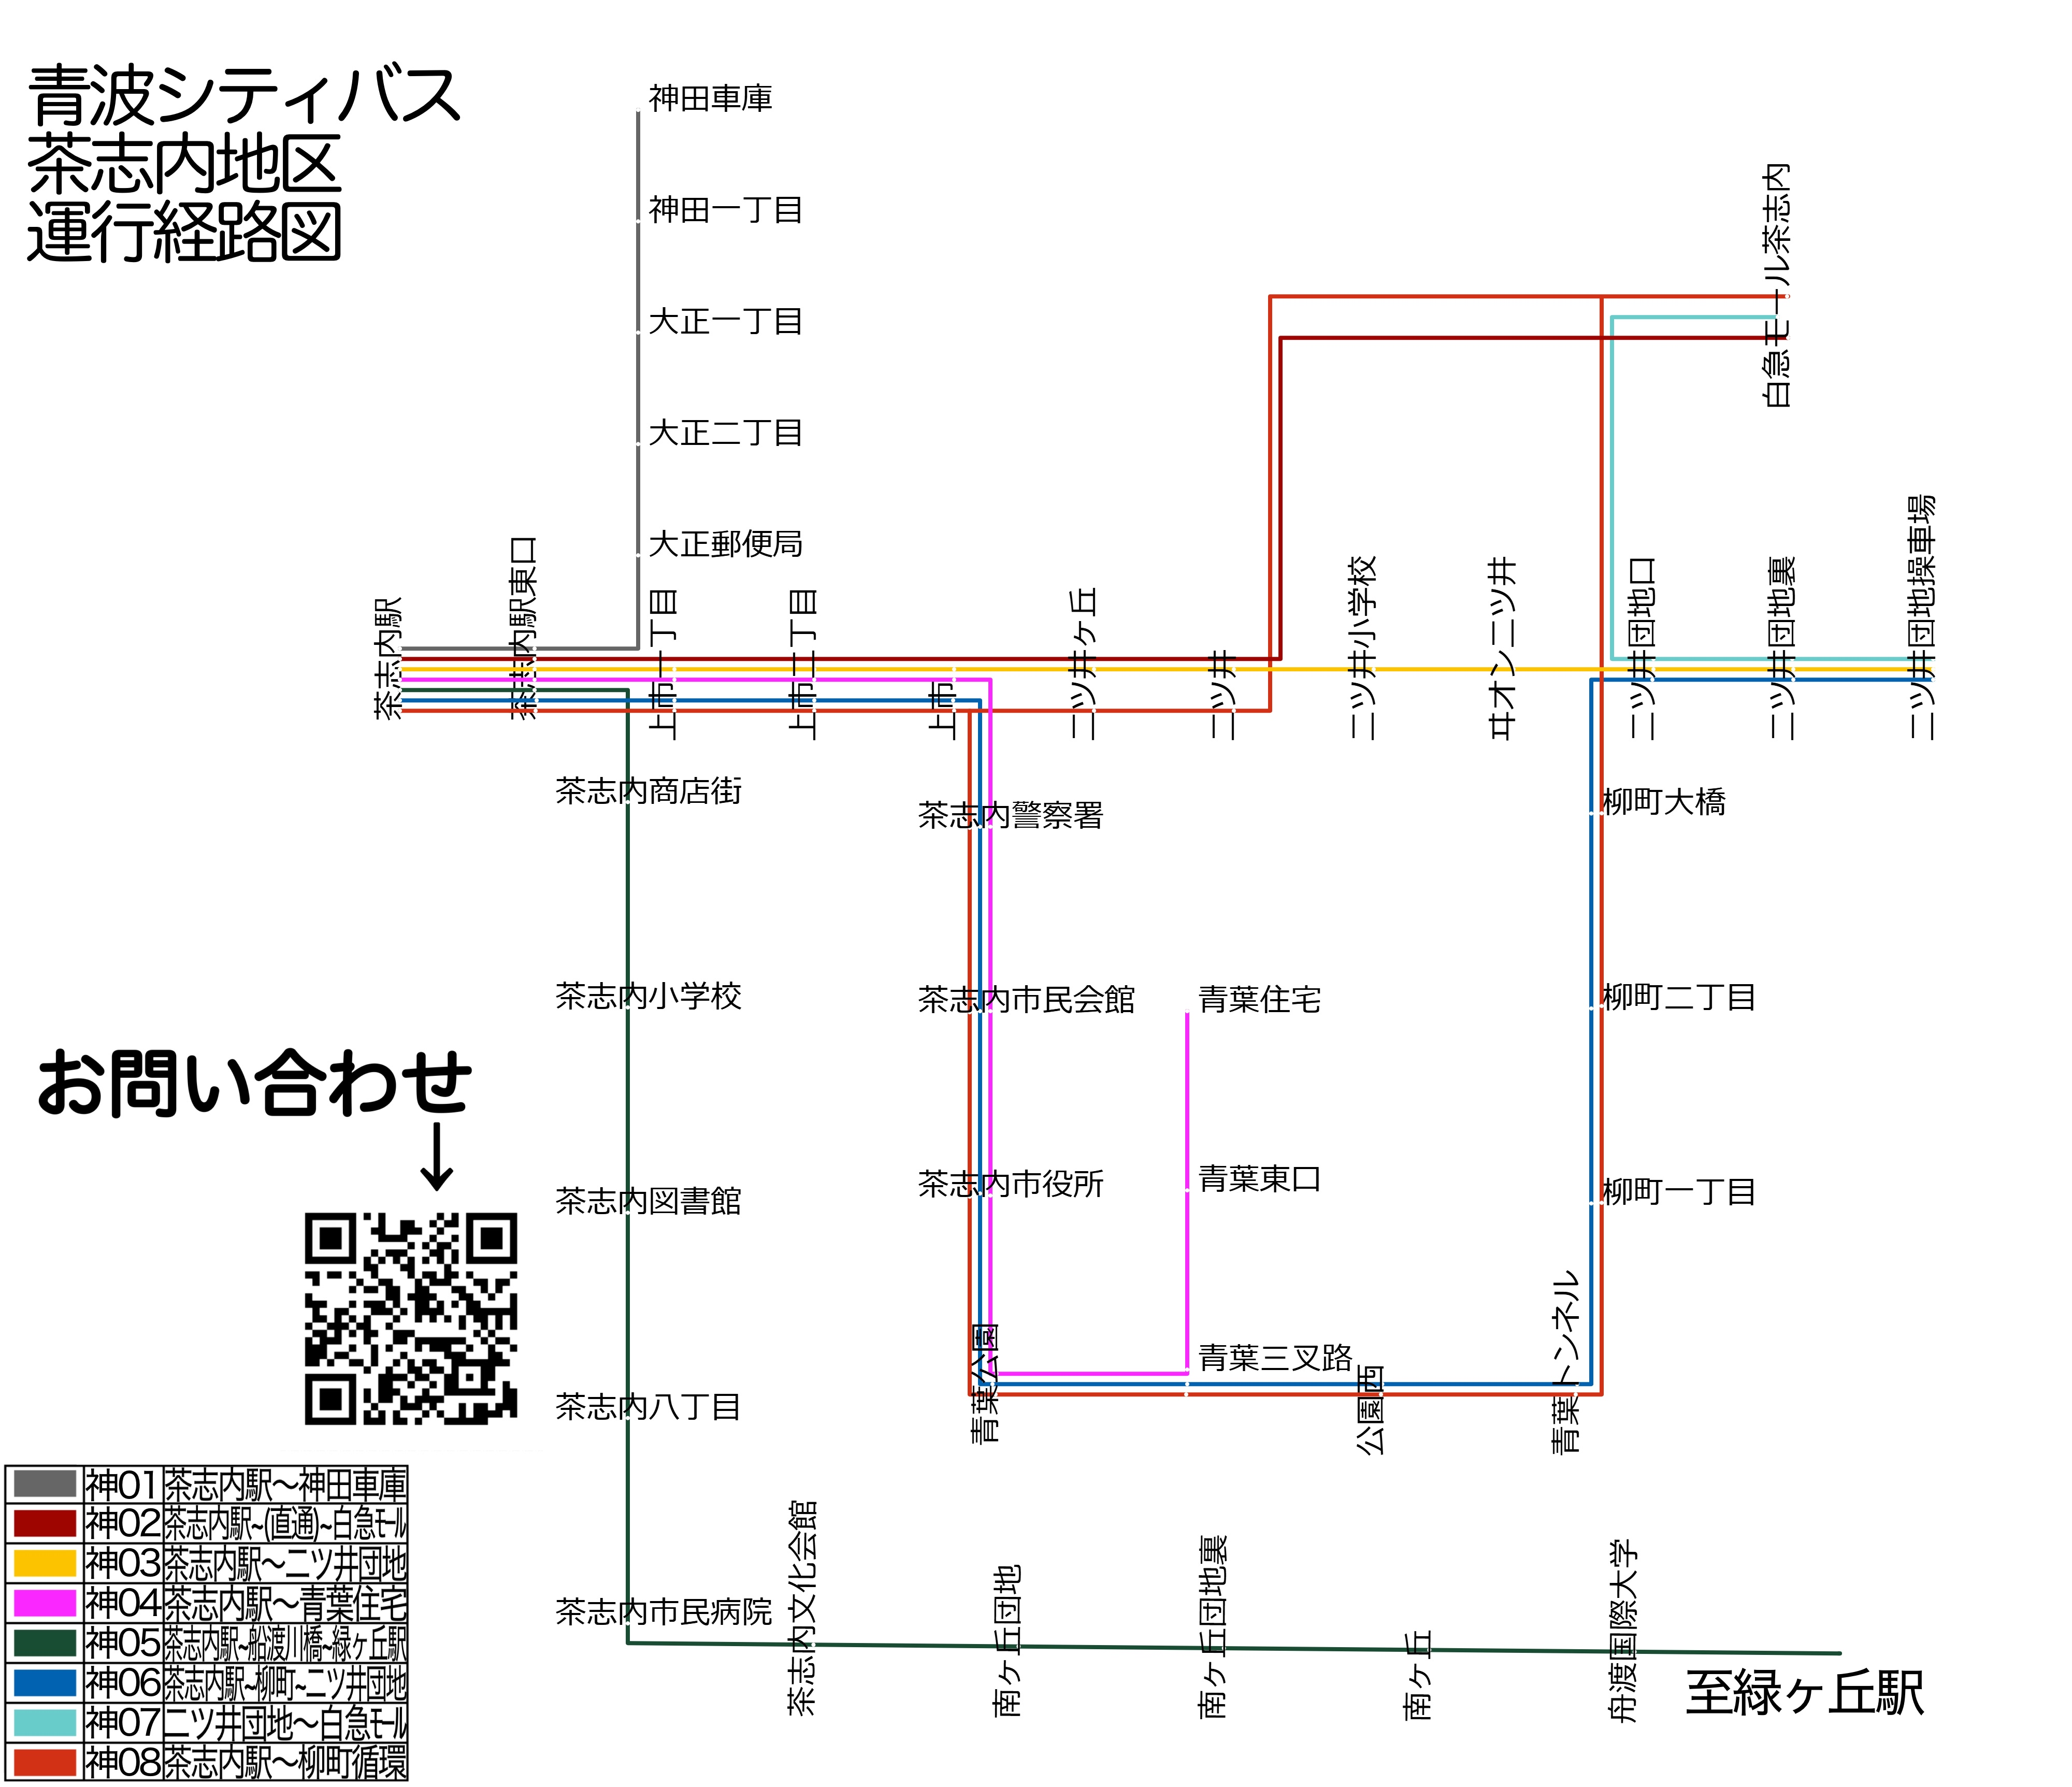 青波シティバス
茶志内地区
運行経路図
神田車庫
神田一丁目
大正一丁目
大正二丁目
大正郵便局
白急モール茶志内
茶志内駅
茶志内駅東口
上市一丁目
上市二丁目
上市
二ツ井ヶ丘
二ツ井
二ツ井小学校
ヰオン二ツ井
二ツ井団地口
二ツ井団地裏
二ツ井団地操車場
茶志内商店街
茶志内警察署
柳町大橋
茶志内小学校
茶志内市民会館
青葉住宅
柳町二丁目
お問い合わせ
↓
茶志内図書館
茶志内市役所
青葉東口
柳町一丁目
茶志内八丁目
青葉公園
青葉三叉路
公園西
青葉トンネル
茶志内市民病院
茶志内文化会館
南ヶ丘団地
南ヶ丘団地裏
南ヶ丘
舟渡国際大学
至緑ヶ丘駅
神01 茶志内駅～神田車庫
神02 茶志内駅~(直通)~白急ﾓｰﾙ
神03 茶志内駅～二ツ井団地
神04 茶志内駅～青葉住宅
神05 茶志内駅~船渡川橋~緑ヶ丘駅
神06 茶志内駅~柳町~二ツ井団地
神07 二ツ井団地～白急ﾓｰﾙ
神08 茶志内駅～柳町循環